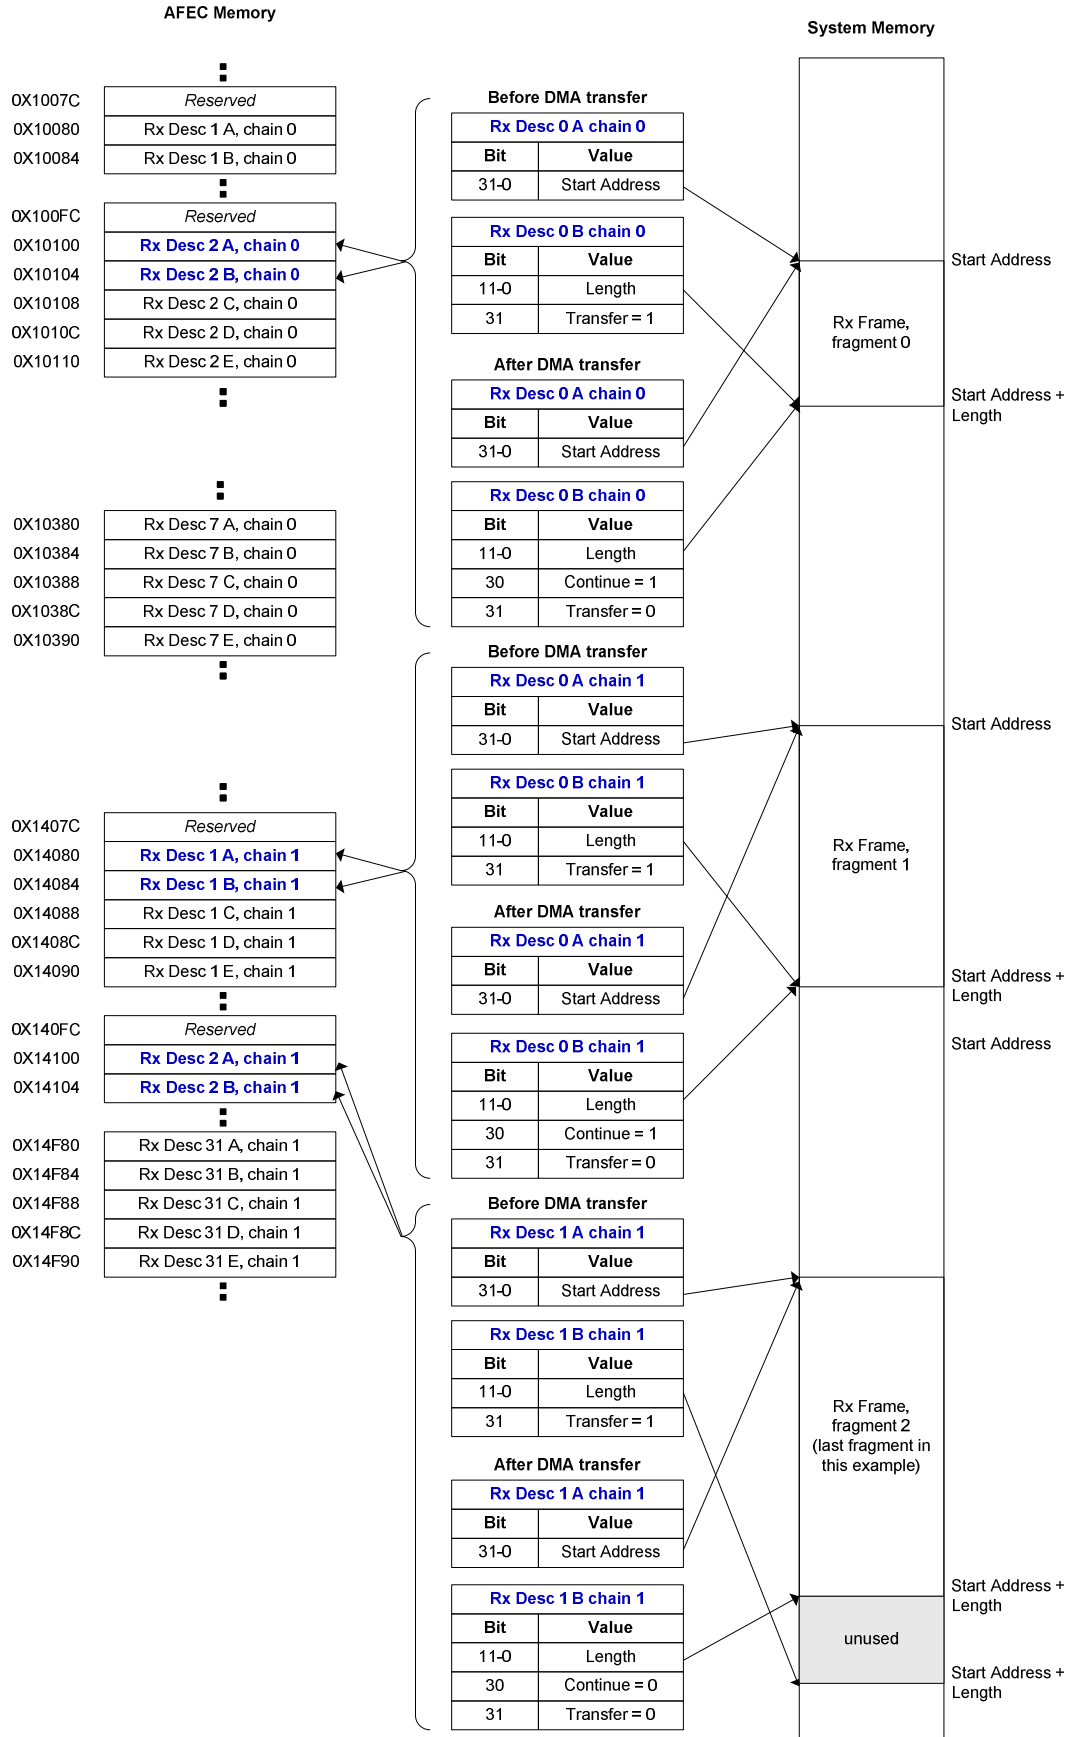 AFEC Memory
0X1007C Reserved
0X10080 Rx Desc 1 A, chain 0
0X10084 Rx Desc 1 B, chain 0
0X100FC Reserved
0X10100 Rx Desc 2 A, chain 0
0X10104 Rx Desc 2 B, chain 0
0X10108 Rx Desc 2 C, chain 0
0X1010C Rx Desc 2 D, chain 0
0X10110 Rx Desc 2 E, chain 0
0X10380 Rx Desc 7 A, chain 0
0X10384 Rx Desc 7 B, chain 0
0X10388 Rx Desc 7 C, chain 0
0X1038C Rx Desc 7 D, chain 0
0X10390 Rx Desc 7 E, chain 0
0X1407C Reserved
0X14080 Rx Desc 1 A, chain 1
0X14084 Rx Desc 1 B, chain 1
0X14088 Rx Desc 1 C, chain 1
0X1408C Rx Desc 1 D, chain 1
0X14090 Rx Desc 1 E, chain 1
0X140FC Reserved
0X14100 Rx Desc 2 A, chain 1
0X14104 Rx Desc 2 B, chain 1
0X14F80 Rx Desc 31 A, chain 1
0X14F84 Rx Desc 31 B, chain 1
0X14F88 Rx Desc 31 C, chain 1
0X14F8C Rx Desc 31 D, chain 1
0X14F90 Rx Desc 31 E, chain 1
Before DMA transfer
Rx Desc 0 A chain 0
Bit Value
31-0 Start Address
Rx Desc 0 B chain 0
Bit Value
11-0 Length
31 Transfer = 1
After DMA transfer
Rx Desc 0 A chain 0
Bit Value
31-0 Start Address
Rx Desc 0 B chain 0
Bit Value
11-0 Length
30 Continue = 1
31 Transfer = 0
Before DMA transfer
Rx Desc 0 A chain 1
Bit Value
31-0 Start Address
Rx Desc 0 B chain 1
Bit Value
11-0 Length
31 Transfer = 1
After DMA transfer
Rx Desc 0 A chain 1
Bit Value
31-0 Start Address
Rx Desc 0 B chain 1
Bit Value
11-0 Length
30 Continue = 1
31 Transfer = 0
Before DMA transfer
Rx Desc 1 A chain 1
Bit Value
31-0 Start Address
Rx Desc 1 B chain 1
Bit Value
11-0 Length
31 Transfer = 1
After DMA transfer
Rx Desc 1 A chain 1
Bit Value
31-0 Start Address
Rx Desc 1 B chain 1
Bit Value
11-0 Length
30 Continue = 0
31 Transfer = 0
System Memory
Start Address
Rx Frame,
fragment 0
Start Address +
Length
Start Address
Rx Frame,
fragment 1
Start Address +
Length
Start Address
Rx Frame,
fragment 2
(last fragment in
this example)
Start Address +
Length
unused
Start Address +
Length